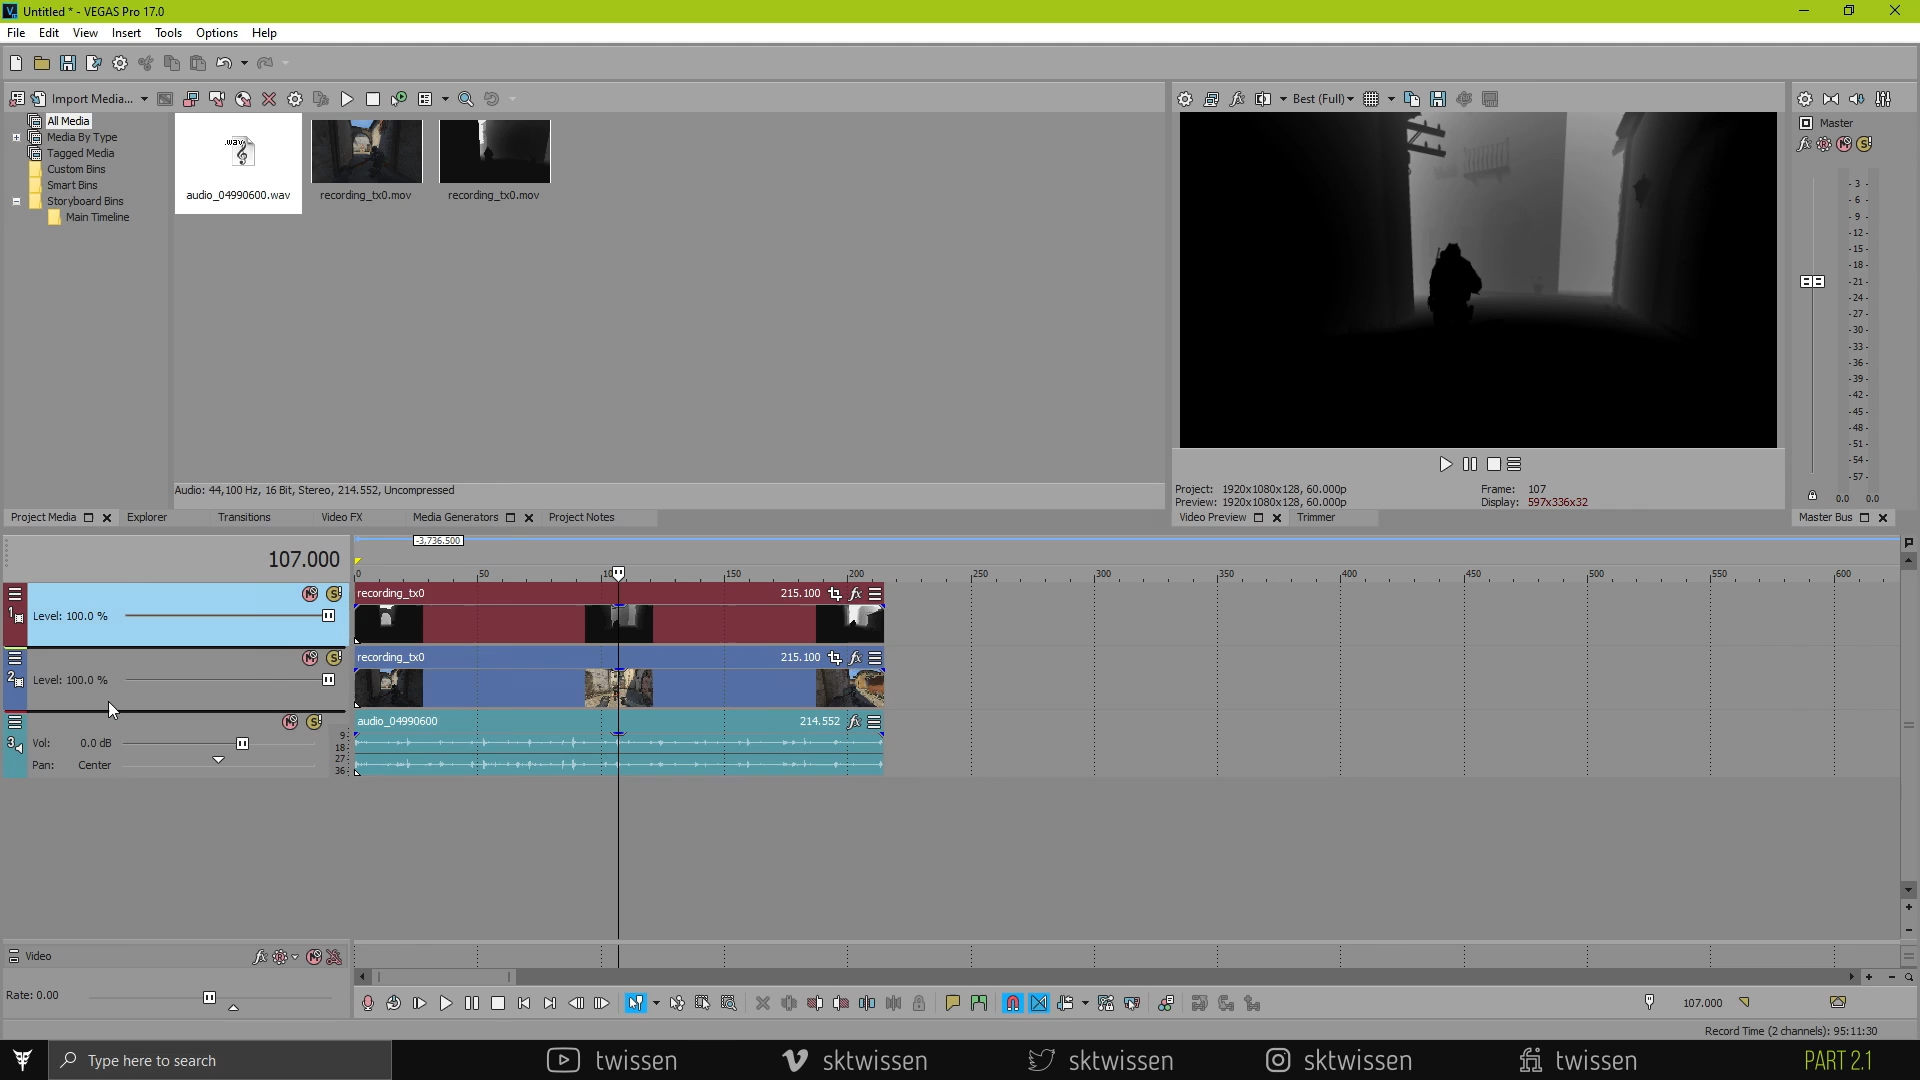 Untitled * - VEGAS Pro 17.0
File Edit View Insert Tools Options Help
Import Media...
Best (Full)
All Media
Media By Type
Tagged Media
Custom Bins
Smart Bins
Storyboard Bins
Main Timeline
.wav
audio_04990600.wav
recording_tx0.mov
recording_tx0.mov
Master
-3-
-6-
-9-
-12-
-15-
-18-
-21-
-24-
-27-
-30-
-33-
-36-
-39-
-42-
-45-
-48-
-51-
-54-
-57-
0.0 0.0
Audio: 44,100 Hz, 16 Bit, Stereo, 214.552, Uncompressed
Project: 1920x1080x128, 60.000p
Preview: 1920x1080x128, 60.000p
Frame: 107
Display: 597x336x32
Project Media Explorer Transitions Video FX Media Generators Project Notes
Video Preview Trimmer
Master Bus
-3,736.500
107.000
0 50 100 150 200 250 300 350 400 450 500 550 600
1
Level: 100.0 %
recording_tx0 215.100
2
Level: 100.0 %
recording_tx0 215.100
3
Vol: 0.0 dB
Pan: Center
9
18
27
36
audio_04990600 214.552
Video
Rate: 0.00
107.000
Record Time (2 channels): 95:11:30
Type here to search
twissen
sktwissen
sktwissen
sktwissen
twissen
PART 2.1